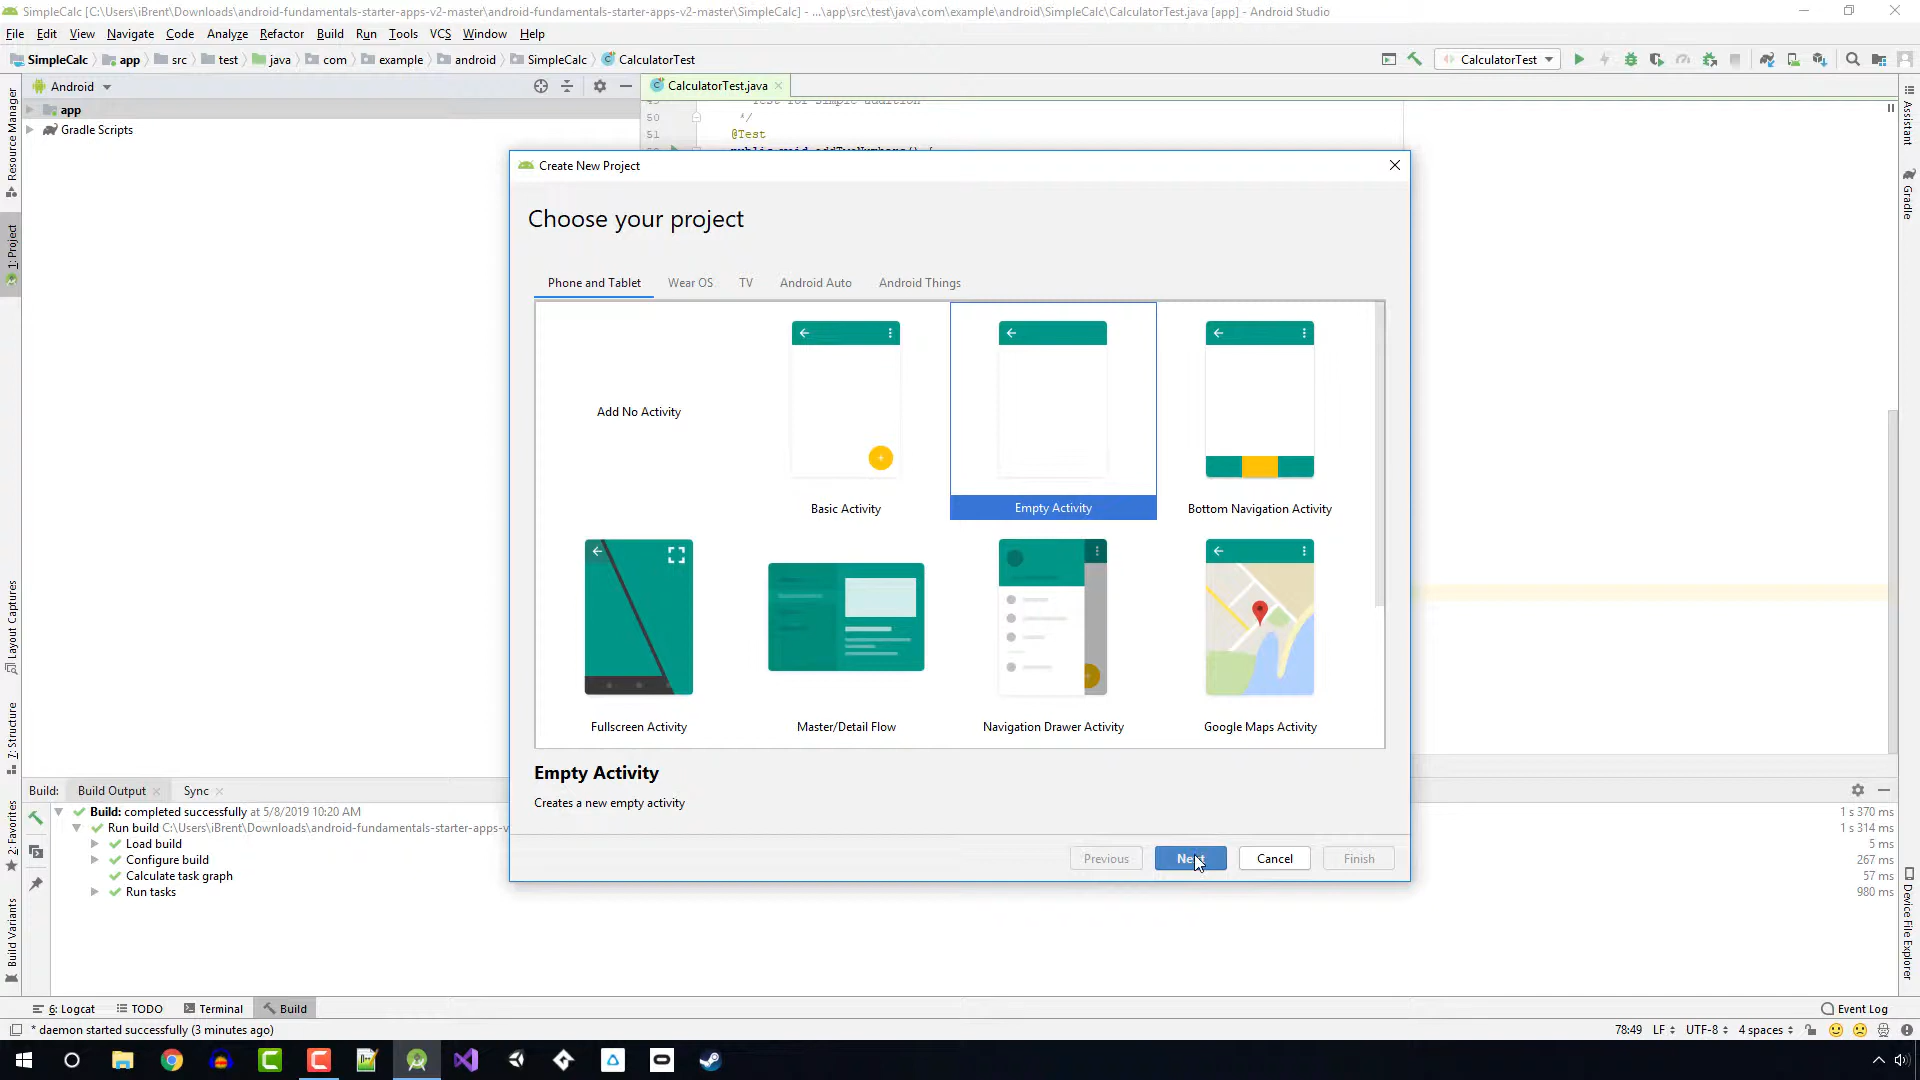 SimpleCalc [C:\Users\iBrent\Downloads\android-fundamentals-starter-apps-v2-master\android-fundamentals-starter-apps-v2-master\SimpleCalc] - ...\app\src\test\java\com\example\android\SimpleCalc\CalculatorTest.java [app] - Android Studio
File Edit View Navigate Code Analyze Refactor Build Run Tools VCS Window Help
SimpleCalc app src test java com example android SimpleCalc CalculatorTest
CalculatorTest
Android
CalculatorTest.java
app
Gradle Scripts
Test for simple addition
50 */
51 @Test
public void addTwoNumbers() {
Resource Manager
1: Project
Layout Captures
7: Structure
2: Favorites
Build Variants
Assistant
Gradle
Device File Explorer
Create New Project
Choose your project
Phone and Tablet
Wear OS
TV
Android Auto
Android Things
Add No Activity
Basic Activity
Empty Activity
Bottom Navigation Activity
Fullscreen Activity
Master/Detail Flow
Navigation Drawer Activity
Google Maps Activity
Empty Activity
Creates a new empty activity
Previous
Cancel
Finish
Build: Build Output Sync
Build: completed successfully at 5/8/2019 10:20 AM 1 s 370 ms
Run build C:\Users\iBrent\Downloads\android-fundamentals-starter-apps-v 1 s 314 ms
Load build 5 ms
Configure build 267 ms
Calculate task graph 57 ms
Run tasks 980 ms
6: Logcat TODO Terminal Build Event Log
* daemon started successfully (3 minutes ago) 78:49 LF UTF-8 4 spaces